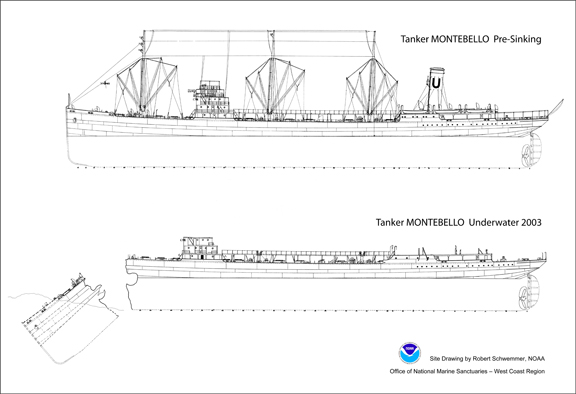 Tanker MONTEBELLO Pre-Sinking
U
Tanker MONTEBELLO Underwater 2003
NOAA
Site Drawing by Robert Schwemmer, NOAA
Office of National Marine Sanctuaries – West Coast Region